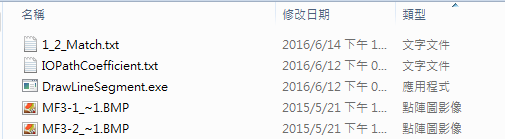 名稱 修改日期 類型
1_2_Match.txt 2016/6/14 下午 1... 文字文件
IOPathCoefficient.txt 2016/6/12 下午 0... 文字文件
DrawLineSegment.exe 2016/6/12 下午 0... 應用程式
MF3-1_~1.BMP 2015/5/21 下午 1... 點陣圖影像
MF3-2_~1.BMP 2015/5/21 下午 1... 點陣圖影像